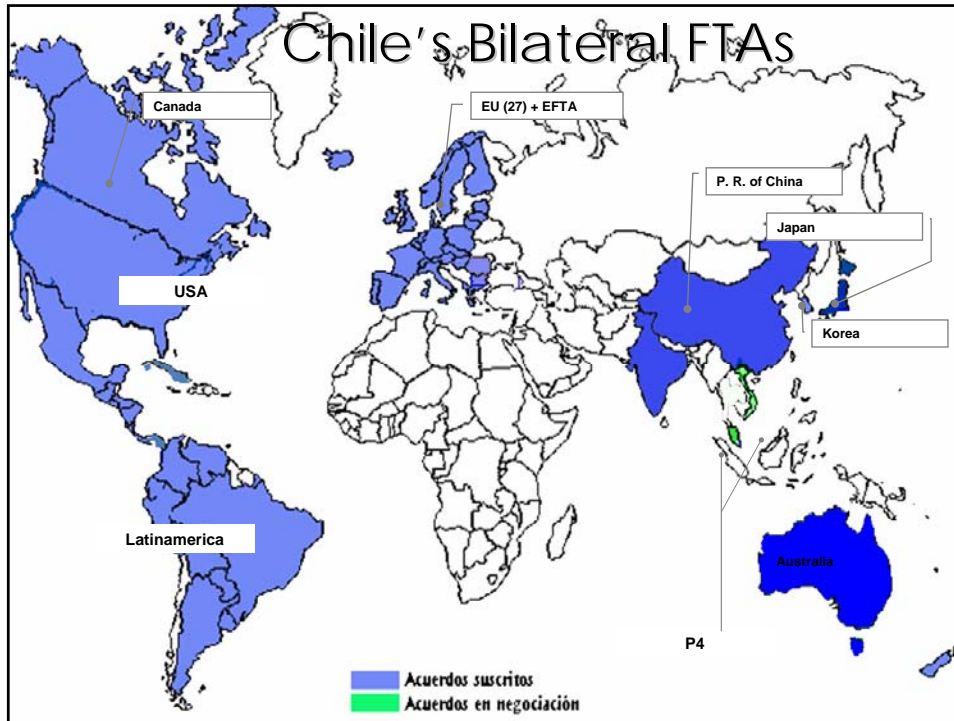 Chile's Bilateral FTAs
Canada
EU (27) + EFTA
P. R. of China
Japan
USA
Korea
Latinamerica
Australia
P4
Acuerdos suscritos
Acuerdos en negociación